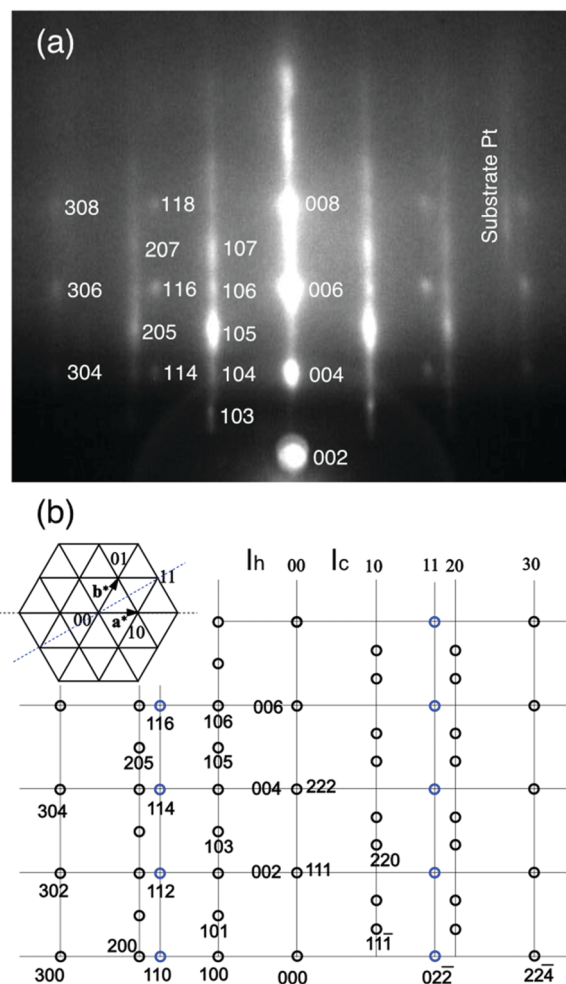 (a)
Substrate Pt
308 118 008
207 107
306 116 106 006
205 105
304 114 104 004
103
002
(b)
01 Ih 00 Ic 10 11 20 30
11
b*
00 a* 10
116 106 006
205 105
304 114 004 222
103 220
302 112 002 111
101 111̄
200
300 110 100 000 022̄ 224̄